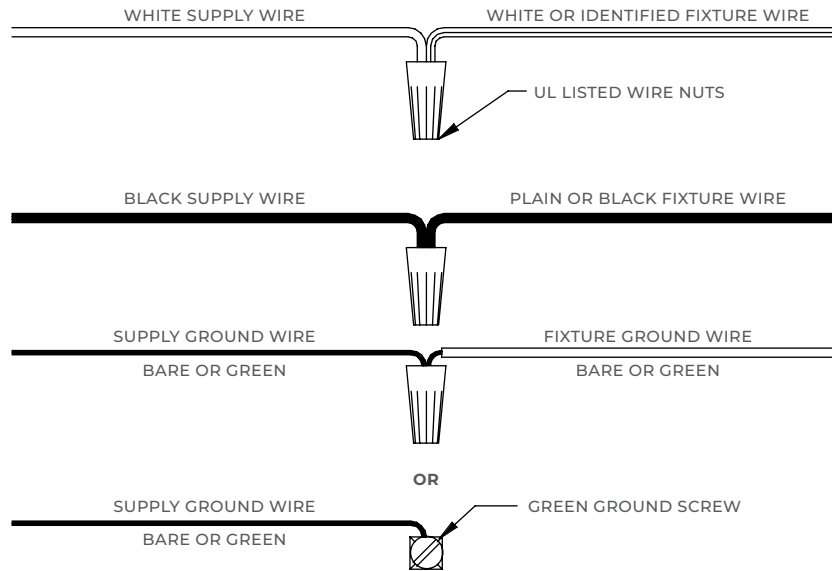 WHITE SUPPLY WIRE
WHITE OR IDENTIFIED FIXTURE WIRE
UL LISTED WIRE NUTS
BLACK SUPPLY WIRE
PLAIN OR BLACK FIXTURE WIRE
SUPPLY GROUND WIRE
BARE OR GREEN
FIXTURE GROUND WIRE
BARE OR GREEN
OR
SUPPLY GROUND WIRE
BARE OR GREEN
GREEN GROUND SCREW